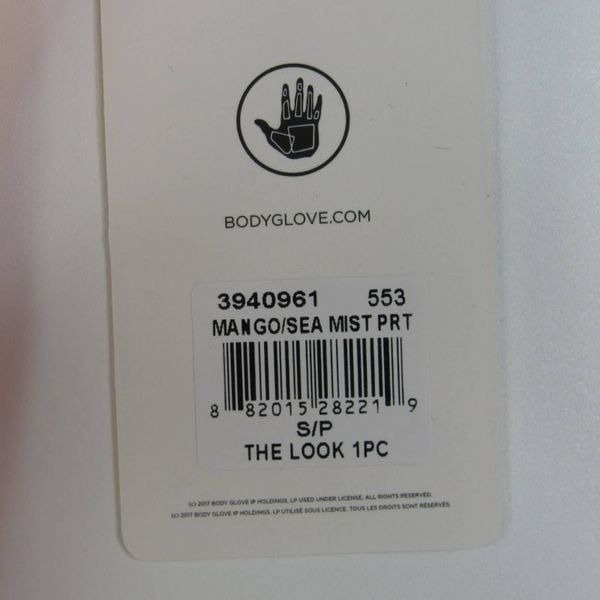 BODYGLOVE.COM
3940961 553
MANGO/SEA MIST PRT
8 82015 28221 9
S/P
THE LOOK 1PC
(c) 2017 BODY GLOVE IP HOLDINGS, LP USED UNDER LICENSE. ALL RIGHTS RESERVED.
(c) 2017 BODY GLOVE IP HOLDINGS, LP UTILISÉ SOUS LICENCE. TOUS LES DROITS SONT RÉSERVÉS.